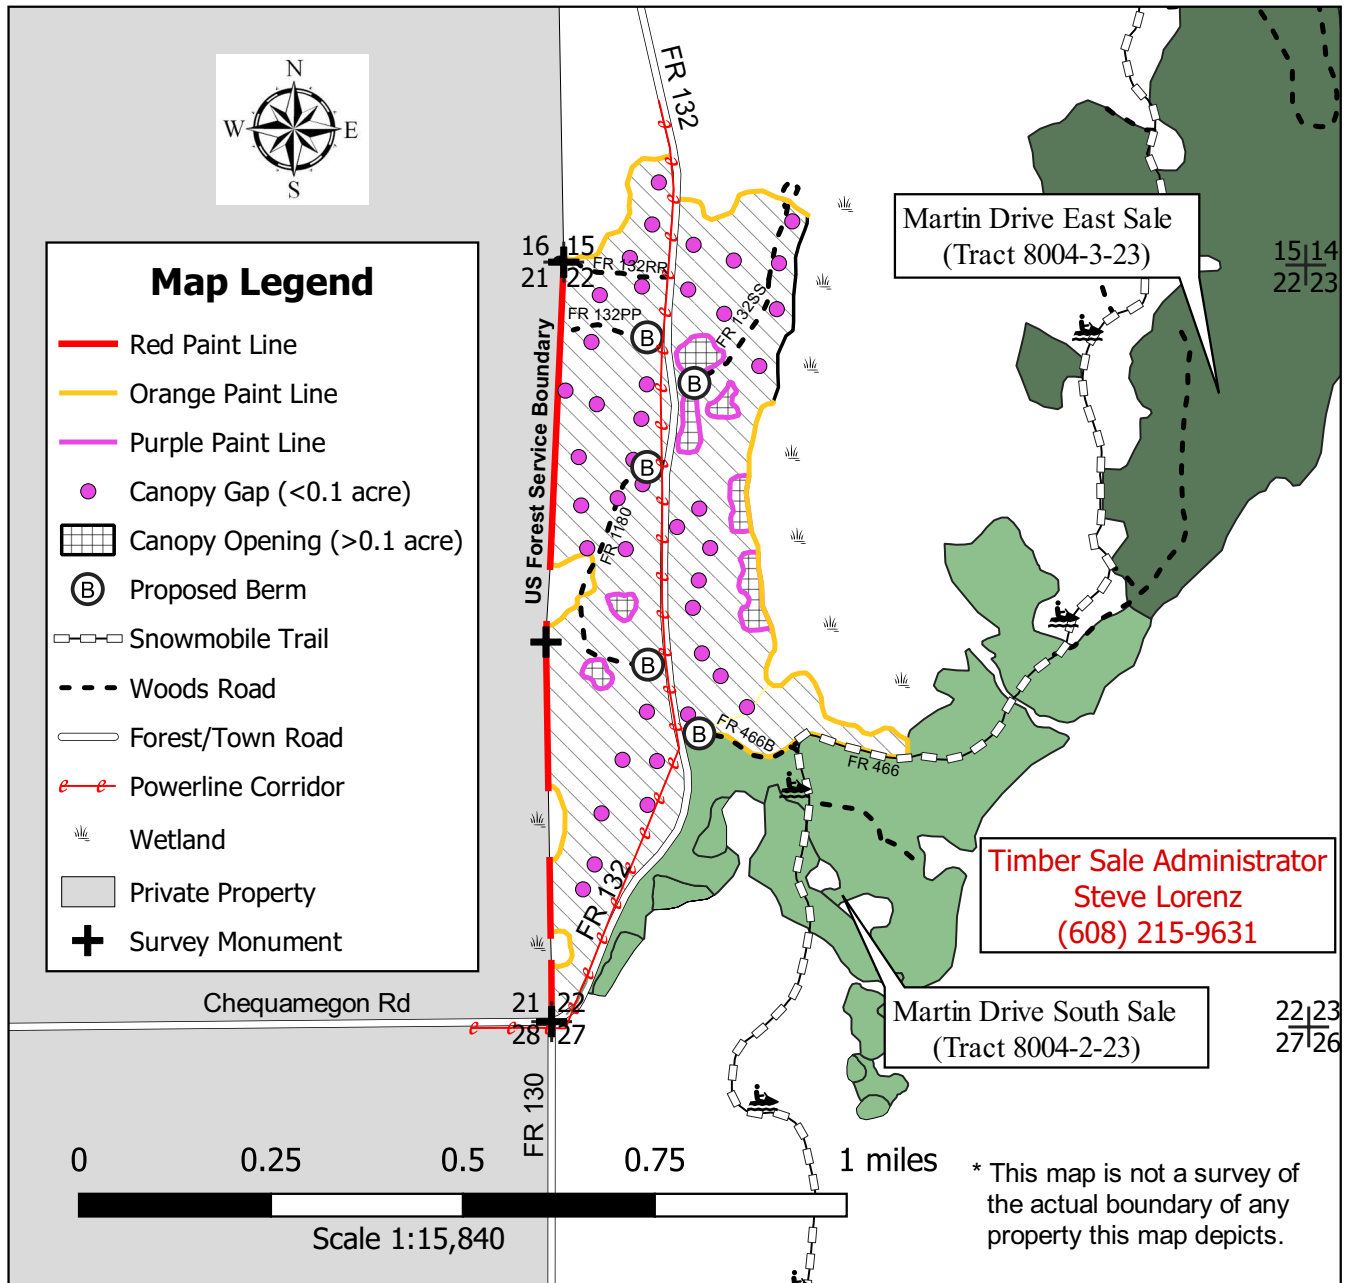 FR 132
N
W E
S
Martin Drive East Sale
(Tract 8004-3-23)
16 15
21 22
15 14
22 23
FR 132RR
FR 132SS
FR 132PP
US Forest Service Boundary
FR 1180
Map Legend
Red Paint Line
Orange Paint Line
Purple Paint Line
Canopy Gap (<0.1 acre)
Canopy Opening (>0.1 acre)
B Proposed Berm
Snowmobile Trail
Woods Road
Forest/Town Road
Powerline Corridor
Wetland
Private Property
Survey Monument
B
B
B
B
B
FR 466B
FR 466
FR 132
Timber Sale Administrator
Steve Lorenz
(608) 215-9631
Chequamegon Rd
21 22
28 27
Martin Drive South Sale
(Tract 8004-2-23)
22 23
27 26
FR 130
0 0.25 0.5 0.75 1 miles
Scale 1:15,840
* This map is not a survey of
the actual boundary of any
property this map depicts.